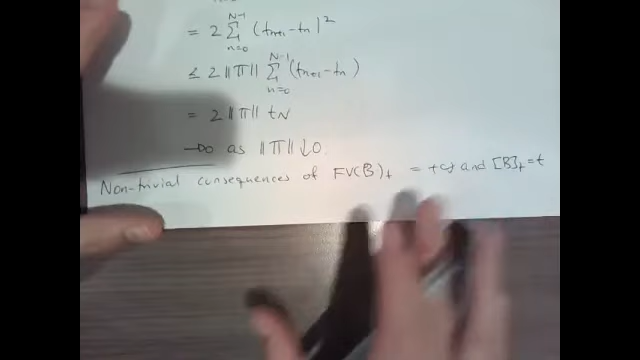 = 2 Σ_{n=0}^{N-1} (t_{n+1} - t_n)^2
≤ 2 ||Π|| Σ_{n=0}^{N-1} (t_{n+1} - t_n)
= 2 ||Π|| t_N
→ 0 as ||Π|| ↓ 0.
Non-trivial consequences of FV(B)_t = +∞ and [B]_t = t